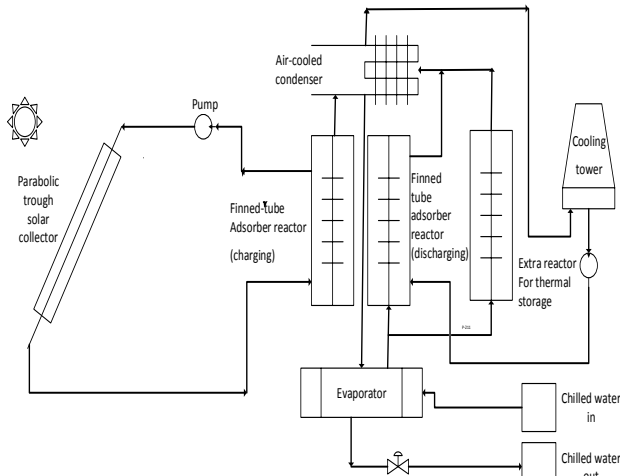 Air-cooled
condenser
Pump
Cooling
tower
Parabolic
trough
solar
collector
Finned-tube
Adsorber reactor
(charging)
Finned
tube
adsorber
reactor
(discharging)
Extra reactor
For thermal
storage
Evaporator
Chilled water
in
Chilled water
out